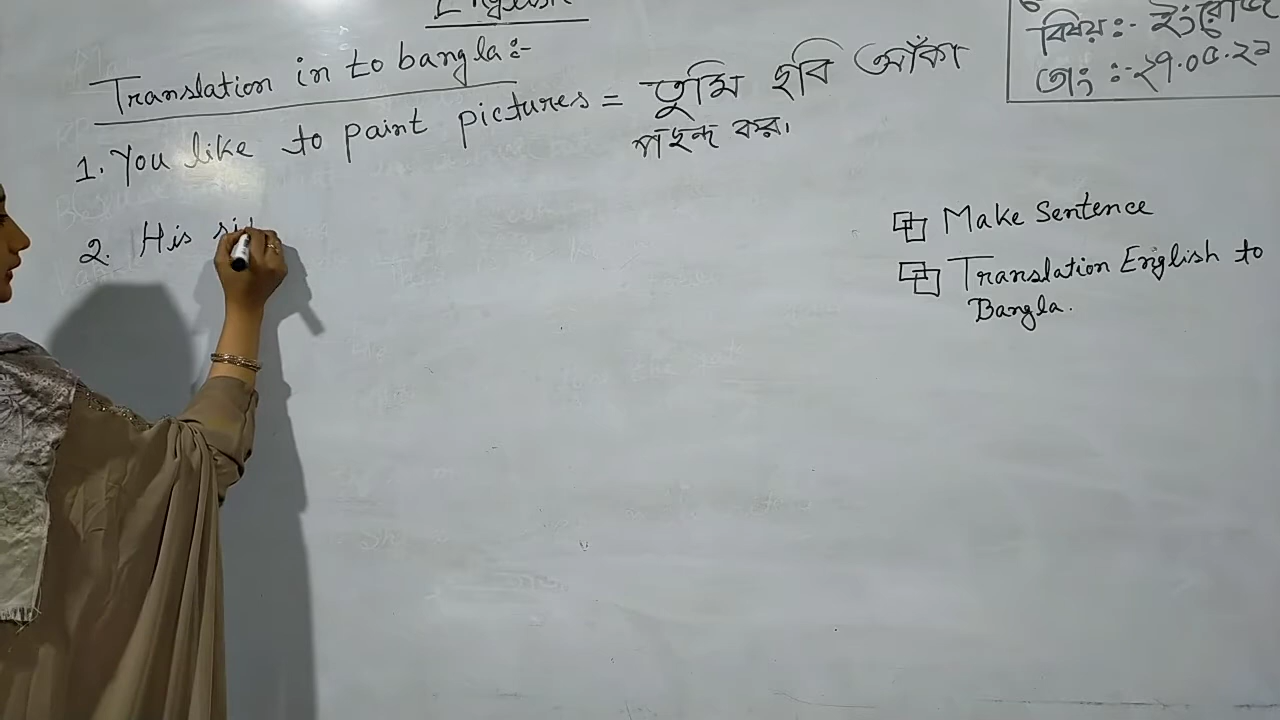 English
Translation in to bangla:-
1. You like to paint pictures = তুমি ছবি আঁকা
পছন্দ কর।
2. His
বিষয়ঃ- ইংরেজি
তাং ঃ-২৭.০৫.২২
Make Sentence
Translation English to
Bangla.